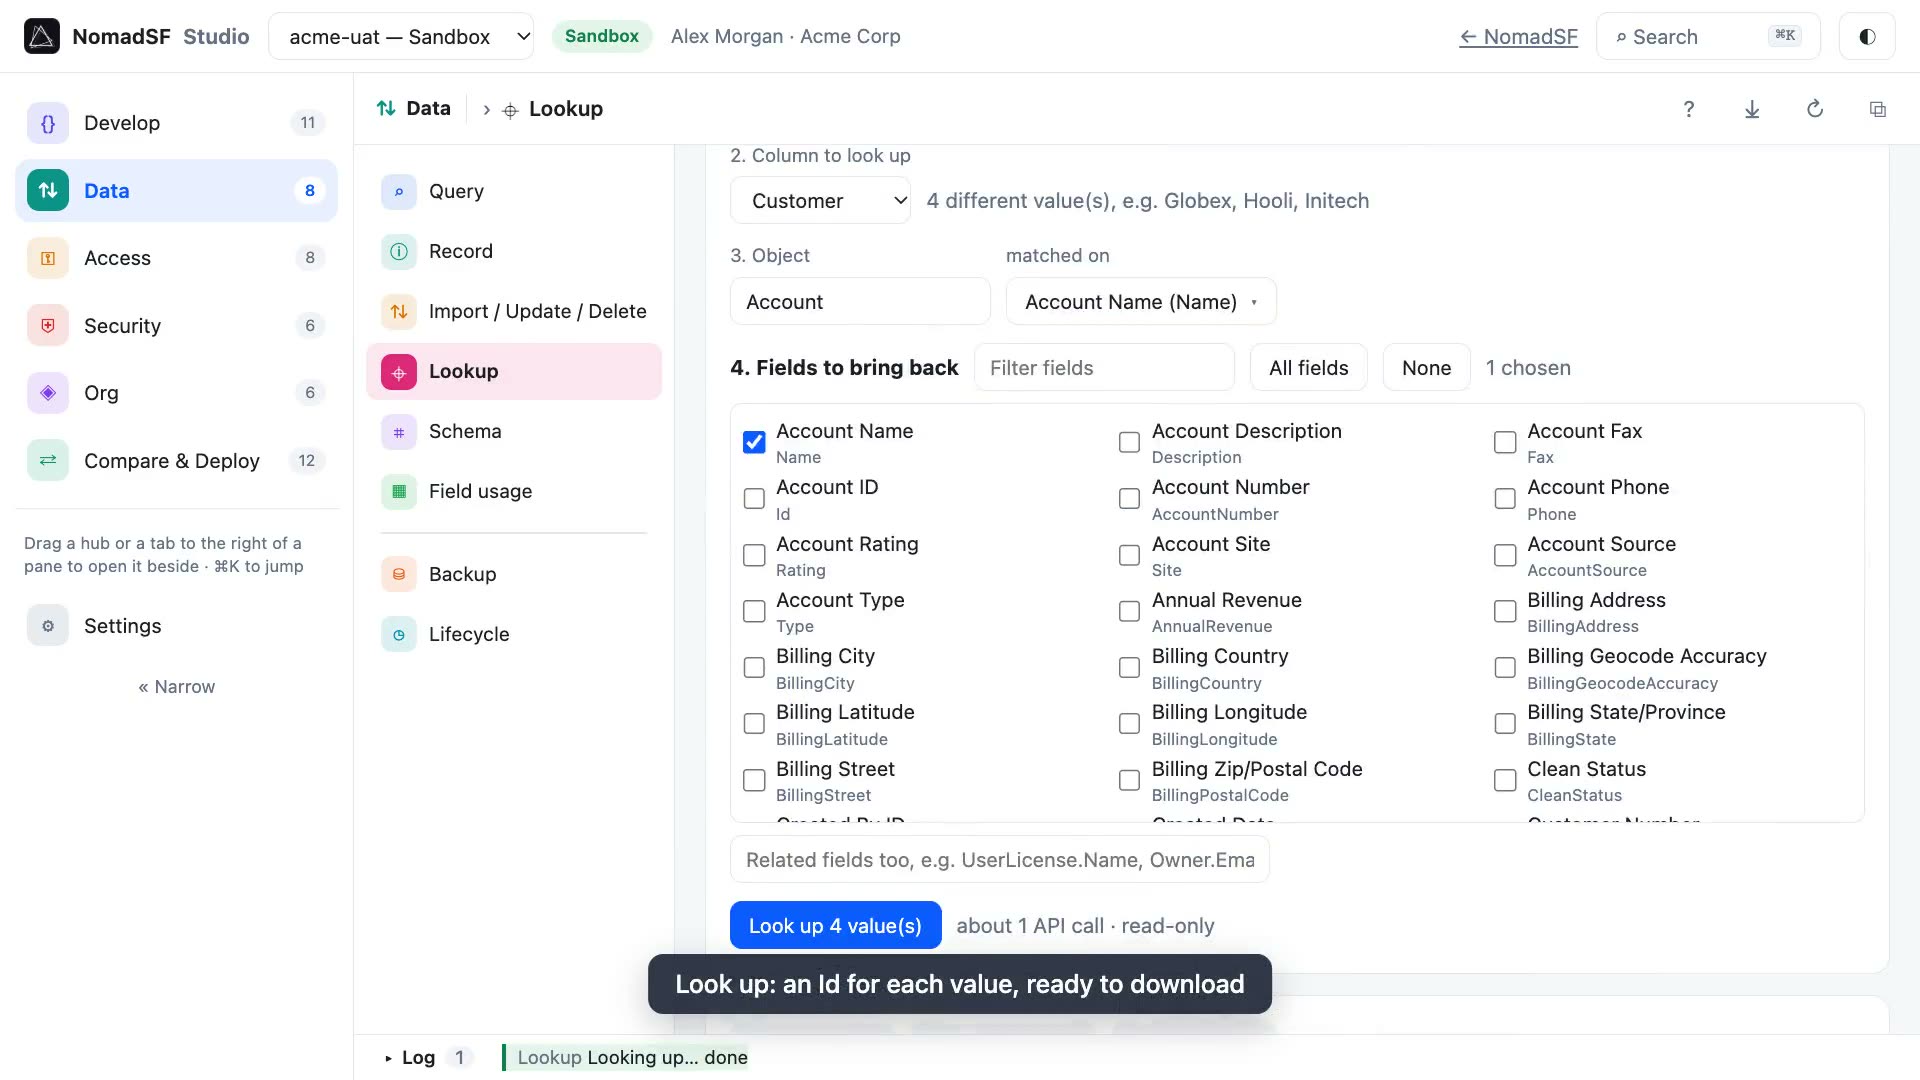 NomadSF Studio
acme-uat — Sandbox
Sandbox
Alex Morgan · Acme Corp
← NomadSF
Search ⌘K
{} Develop 11
Data 8
Access 8
Security 6
Org 6
Compare & Deploy 12
Drag a hub or a tab to the right of a
pane to open it beside · ⌘K to jump
Settings
« Narrow
Data › Lookup
?
Query
Record
Import / Update / Delete
Lookup
Schema
Field usage
Backup
Lifecycle
2. Column to look up
Customer 4 different value(s), e.g. Globex, Hooli, Initech
3. Object matched on
Account Account Name (Name)
4. Fields to bring back Filter fields All fields None 1 chosen
Account Name Account Description Account Fax
Name Description Fax
Account ID Account Number Account Phone
Id AccountNumber Phone
Account Rating Account Site Account Source
Rating Site AccountSource
Account Type Annual Revenue Billing Address
Type AnnualRevenue BillingAddress
Billing City Billing Country Billing Geocode Accuracy
BillingCity BillingCountry BillingGeocodeAccuracy
Billing Latitude Billing Longitude Billing State/Province
BillingLatitude BillingLongitude BillingState
Billing Street Billing Zip/Postal Code Clean Status
BillingStreet BillingPostalCode CleanStatus
Created By ID Created Date Customer Number
Related fields too, e.g. UserLicense.Name, Owner.Ema
Look up 4 value(s) about 1 API call · read-only
Look up: an Id for each value, ready to download
Log 1 Lookup Looking up... done